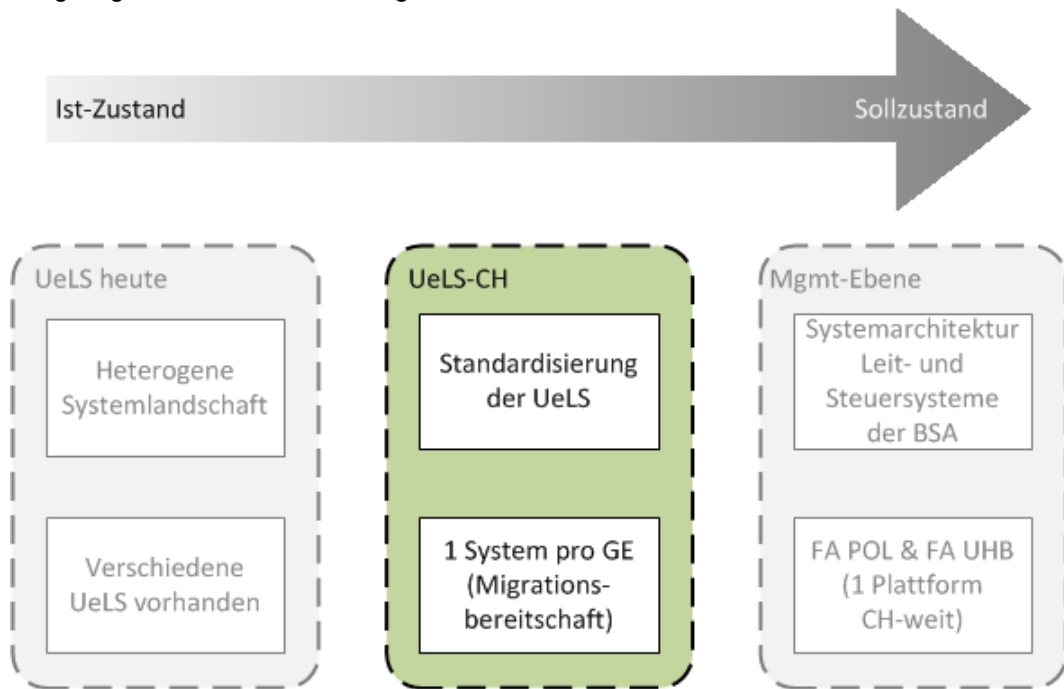 Ist-Zustand
Sollzustand
UeLS heute
Heterogene
Systemlandschaft
Verschiedene
UeLS vorhanden
UeLS-CH
Standardisierung
der UeLS
1 System pro GE
(Migrations-
bereitschaft)
Mgmt-Ebene
Systemarchitektur
Leit- und
Steuersysteme
der BSA
FA POL & FA UHB
(1 Plattform
CH-weit)